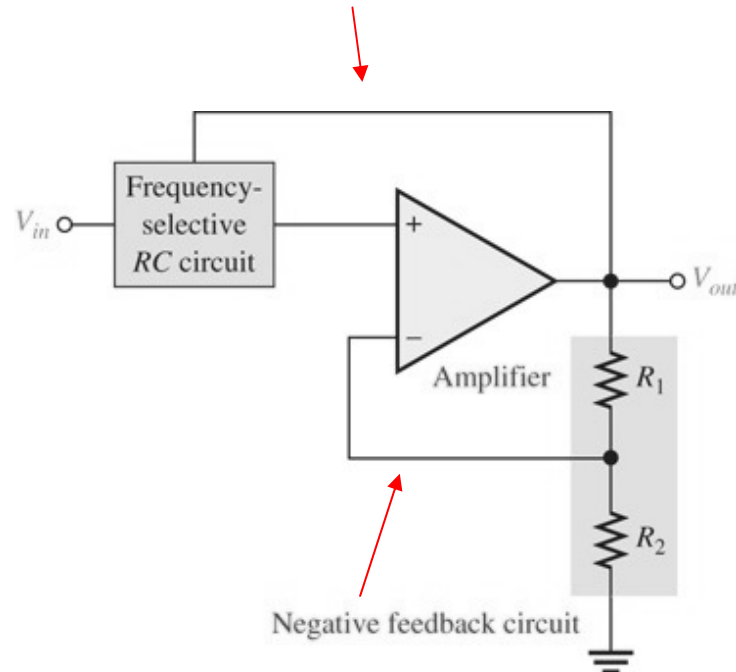 Frequency-
selective
RC circuit
V_in
+
−
V_out
Amplifier
R_1
R_2
Negative feedback circuit